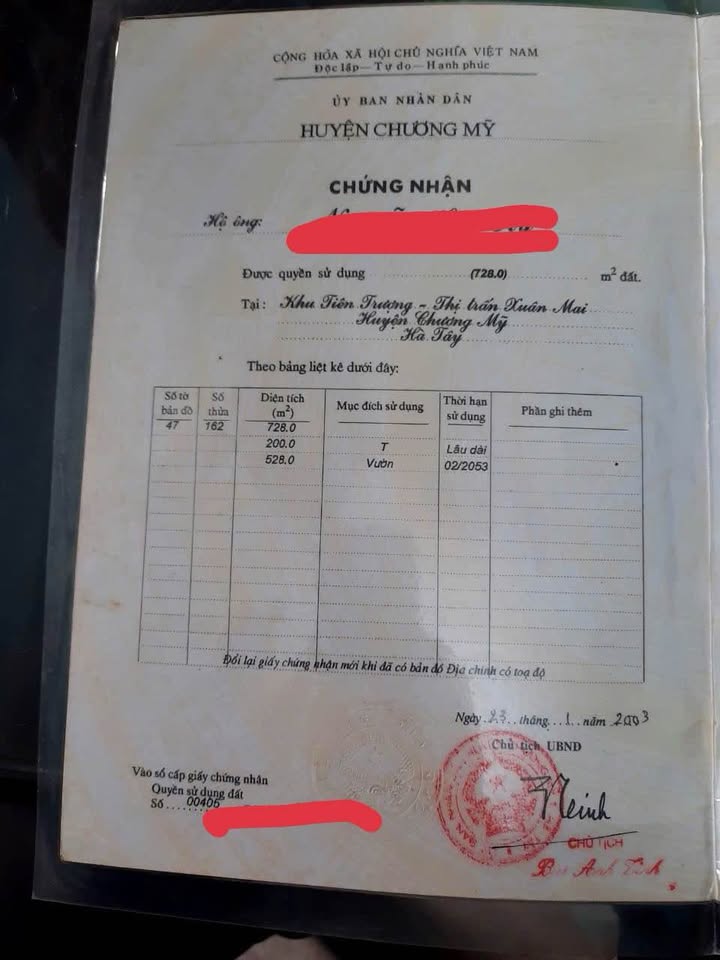 CỘNG HÒA XÃ HỘI CHỦ NGHĨA VIỆT NAM
Độc lập — Tự do — Hạnh phúc
ỦY BAN NHÂN DÂN
HUYỆN CHƯƠNG MỸ
CHỨNG NHẬN
Hộ ông:
Được quyền sử dụng (728.0) m² đất.
Tại : Khu Tiên Trượng - Thị trấn Xuân Mai
Huyện Chương Mỹ
Hà Tây
Theo bảng liệt kê dưới đây:
Số tờ bản đồ Số thửa Diện tích (m²) Mục đích sử dụng Thời hạn sử dụng Phần ghi thêm
47 162 728.0
200.0 T Lâu dài
528.0 Vườn 02/2053
Đổi lại giấy chứng nhận mới khi đã có bản đồ Địa chính có toạ độ
Ngày 23 tháng 1 năm 2003
Chủ tịch UBND
Vào sổ cấp giấy chứng nhận
Quyền sử dụng đất
Số 00405
CHỦ TỊCH